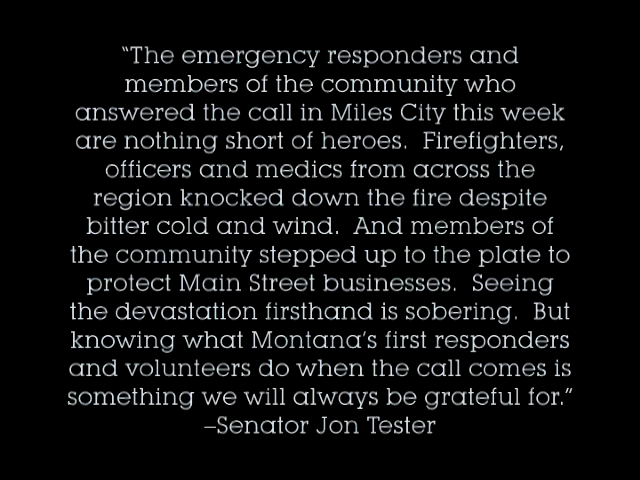 “The emergency responders and
members of the community who
answered the call in Miles City this week
are nothing short of heroes.  Firefighters,
officers and medics from across the
region knocked down the fire despite
bitter cold and wind.  And members of
the community stepped up to the plate to
protect Main Street businesses.  Seeing
the devastation firsthand is sobering.  But
knowing what Montana’s first responders
and volunteers do when the call comes is
something we will always be grateful for.”
–Senator Jon Tester